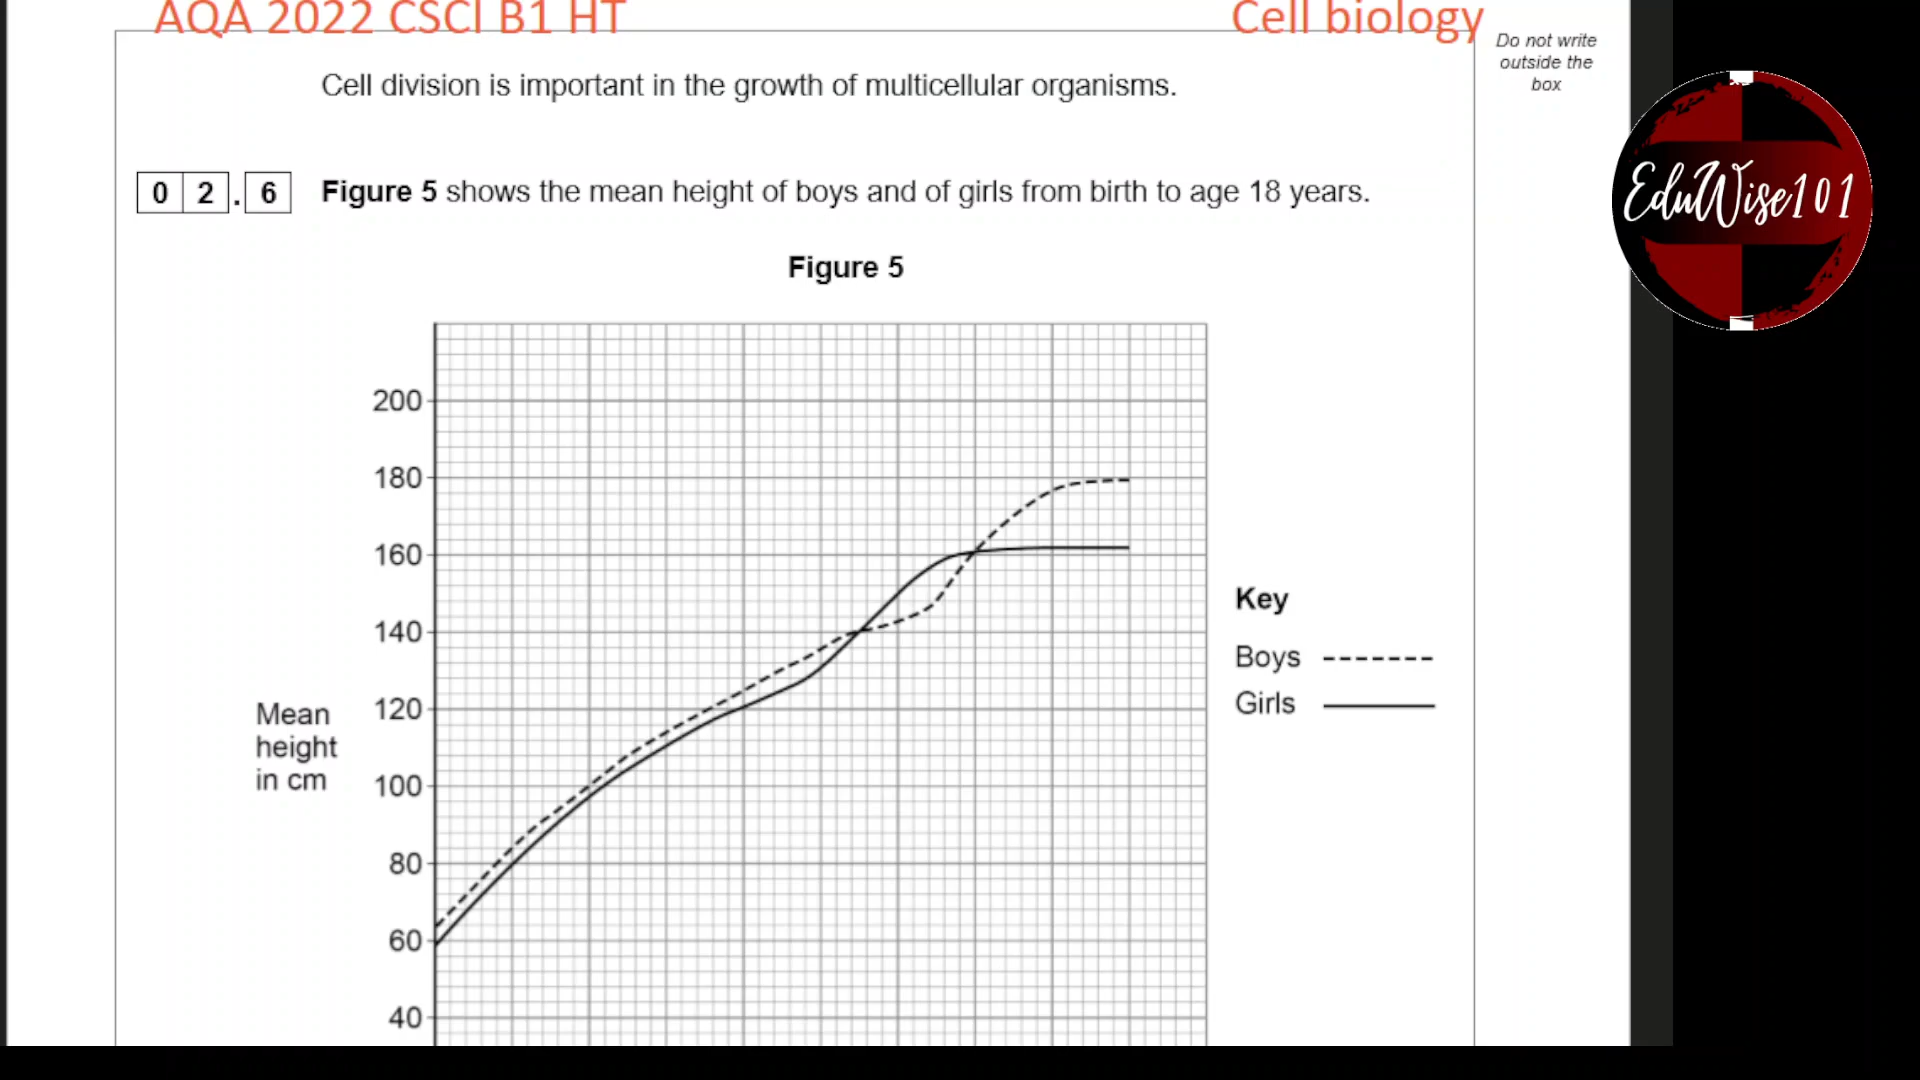 AQA 2022 CSCI B1 HT
Cell biology
Do not write
outside the
box
Cell division is important in the growth of multicellular organisms.
0 2 . 6 Figure 5 shows the mean height of boys and of girls from birth to age 18 years.
Figure 5
200
180
160
140
120
100
80
60
40
Mean
height
in cm
Key
Boys
Girls
EduWise101